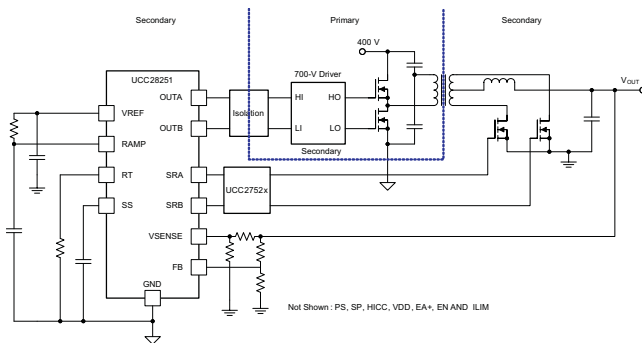 Secondary
Primary
Secondary
400 V
UCC28251
700-V Driver
VOUT
OUTA
HI
HO
VREF
Isolation
OUTB
LI
LO
RAMP
Secondary
RT
SRA
UCC2752x
SS
SRB
VSENSE
FB
GND
Not Shown : PS, SP, HICC, VDD, EA+, EN AND ILIM